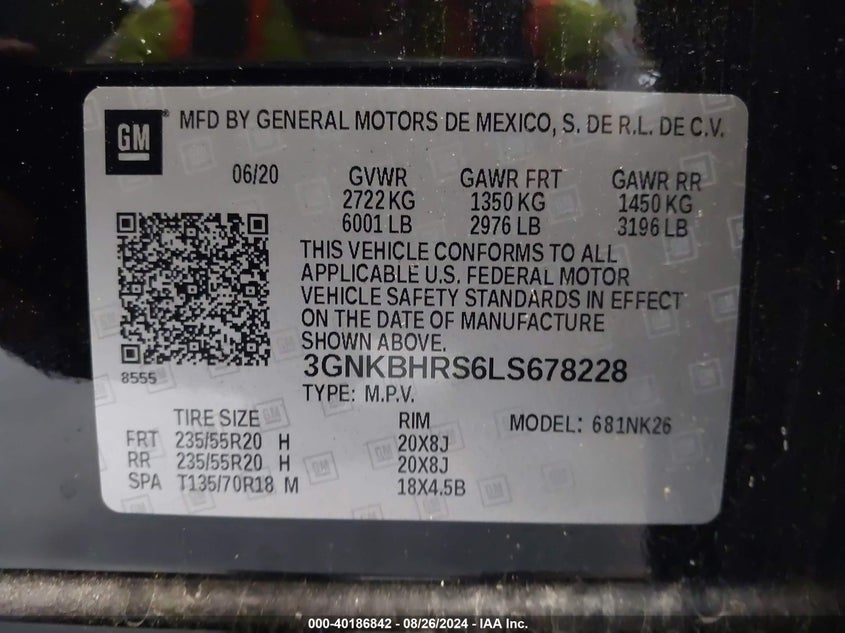 GM ® MFD BY GENERAL MOTORS DE MEXICO, S. DE R.L. DE C.V.
06/20 GVWR GAWR FRT GAWR RR
2722 KG 1350 KG 1450 KG
6001 LB 2976 LB 3196 LB
THIS VEHICLE CONFORMS TO ALL
APPLICABLE U.S. FEDERAL MOTOR
VEHICLE SAFETY STANDARDS IN EFFECT
ON THE DATE OF MANUFACTURE
SHOWN ABOVE.
8555 3GNKBHRS6LS678228
TYPE: M.P.V.
TIRE SIZE RIM MODEL: 681NK26
FRT 235/55R20 H 20X8J
RR 235/55R20 H 20X8J
SPA T135/70R18 M 18X4.5B
000-40186842 - 08/26/2024 - IAA Inc.